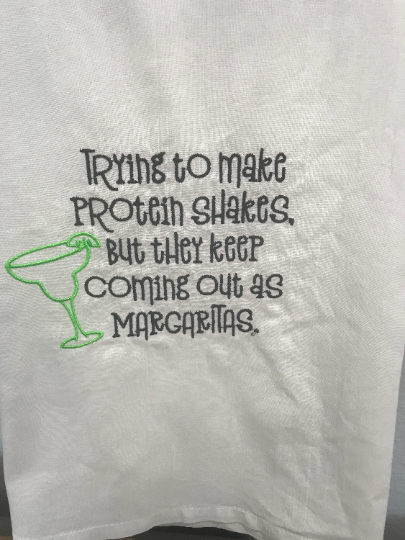 TRYing to make
PROtein SHakes,
But tHey keep
coming out as
MARGARITAS.